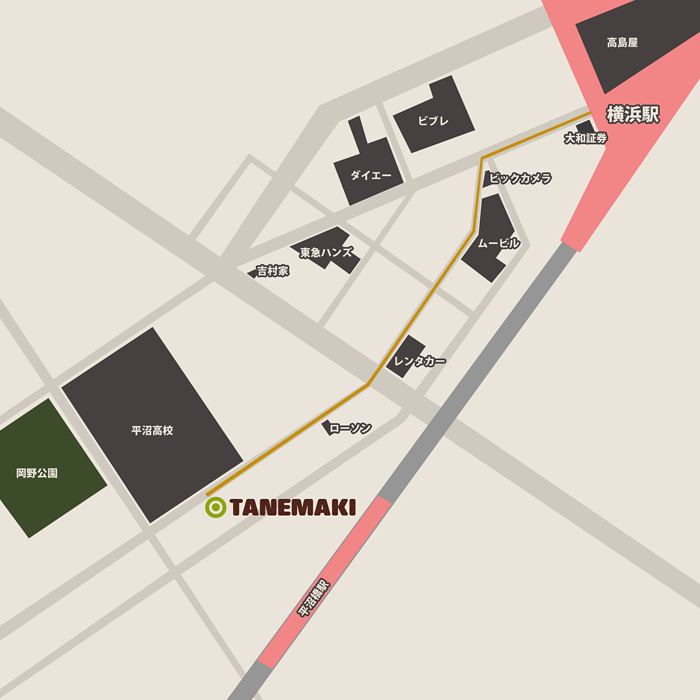 高島屋
横浜駅
ビブレ
大和証券
ダイエー
ビックカメラ
ムービル
東急ハンズ
吉村家
レンタカー
ローソン
平沼高校
岡野公園
TANEMAKI
平沼橋駅